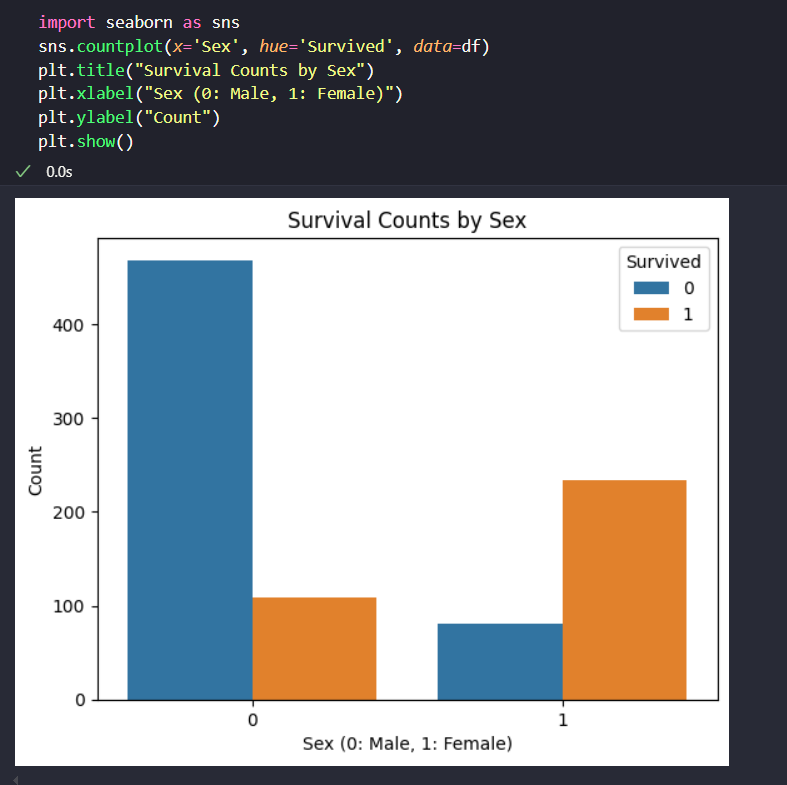 import seaborn as sns
sns.countplot(x='Sex', hue='Survived', data=df)
plt.title("Survival Counts by Sex")
plt.xlabel("Sex (0: Male, 1: Female)")
plt.ylabel("Count")
plt.show()
0.0s
Survival Counts by Sex
Survived
0
1
400
300
200
100
0
Count
0 1
Sex (0: Male, 1: Female)